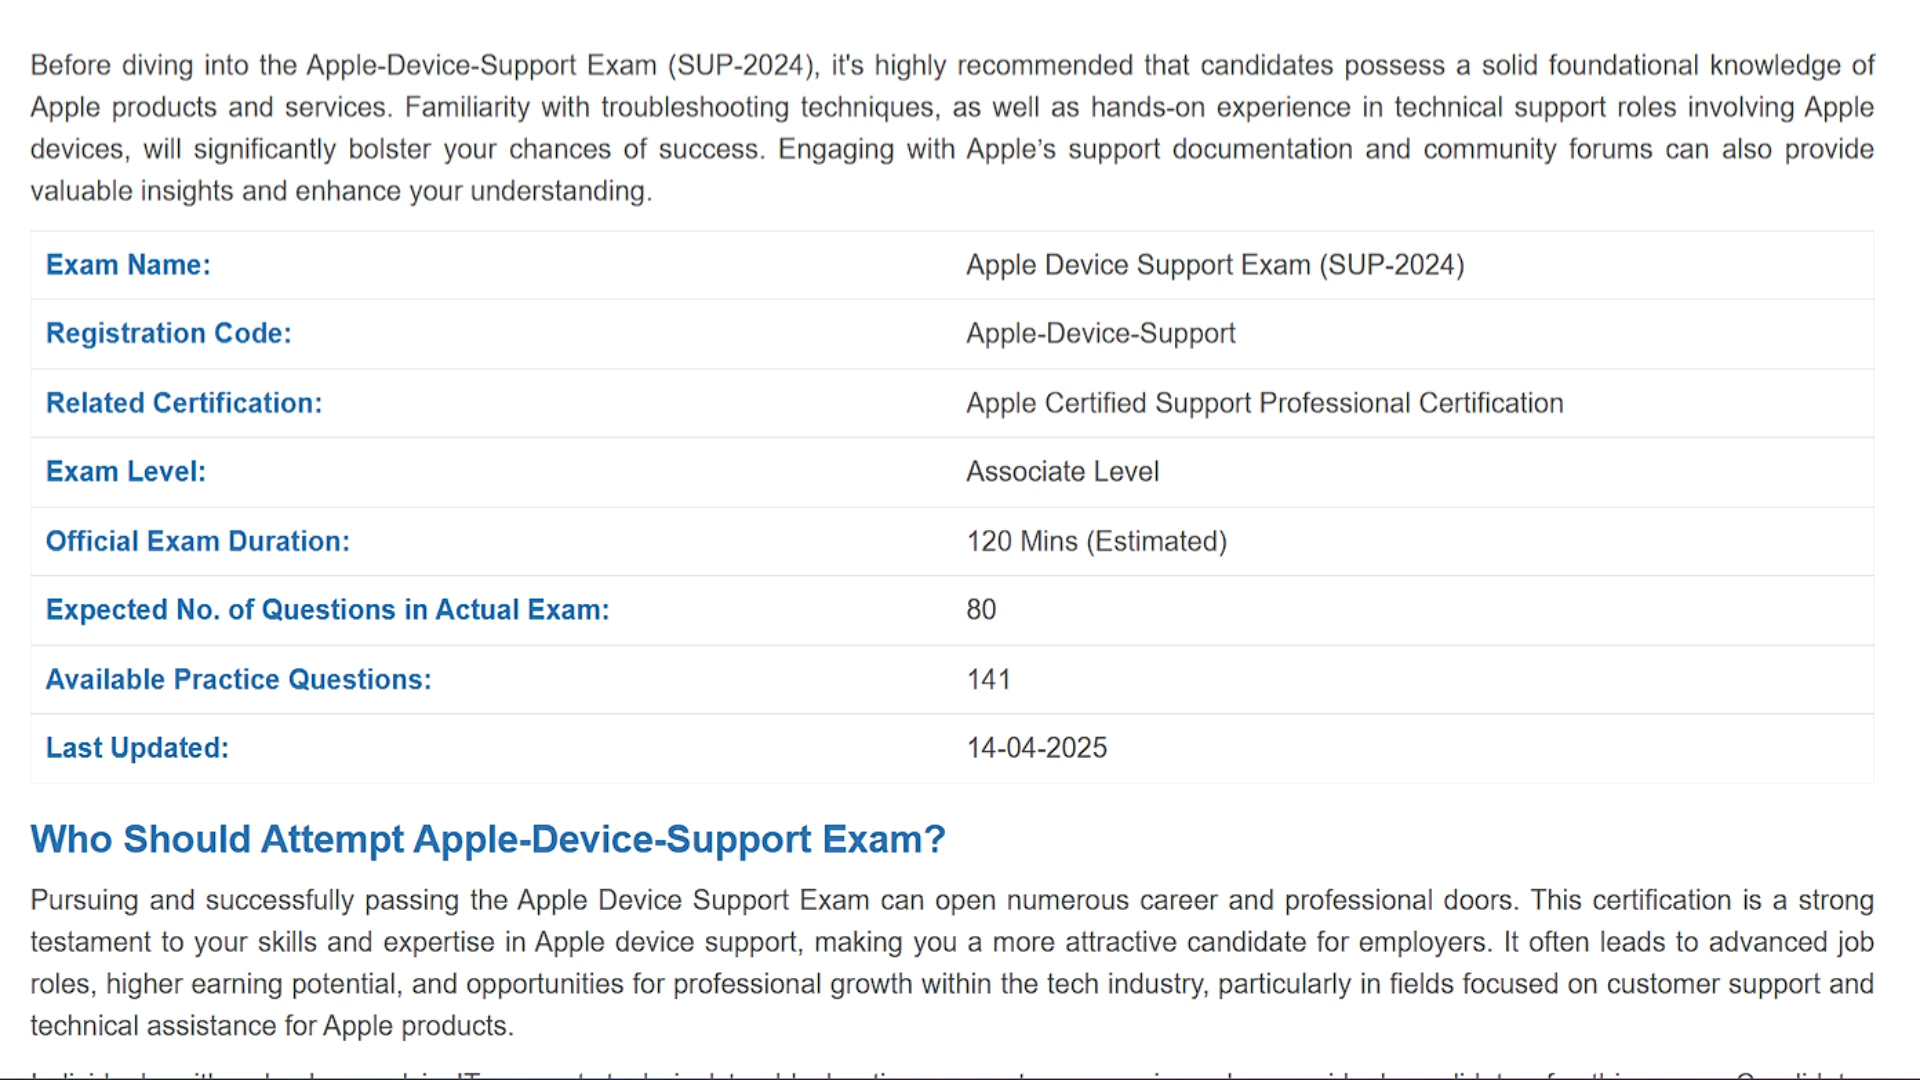 Before diving into the Apple-Device-Support Exam (SUP-2024), it's highly recommended that candidates possess a solid foundational knowledge of
Apple products and services. Familiarity with troubleshooting techniques, as well as hands-on experience in technical support roles involving Apple
devices, will significantly bolster your chances of success. Engaging with Apple’s support documentation and community forums can also provide
valuable insights and enhance your understanding.
Exam Name: Apple Device Support Exam (SUP-2024)
Registration Code: Apple-Device-Support
Related Certification: Apple Certified Support Professional Certification
Exam Level: Associate Level
Official Exam Duration: 120 Mins (Estimated)
Expected No. of Questions in Actual Exam: 80
Available Practice Questions: 141
Last Updated: 14-04-2025
Who Should Attempt Apple-Device-Support Exam?
Pursuing and successfully passing the Apple Device Support Exam can open numerous career and professional doors. This certification is a strong
testament to your skills and expertise in Apple device support, making you a more attractive candidate for employers. It often leads to advanced job
roles, higher earning potential, and opportunities for professional growth within the tech industry, particularly in fields focused on customer support and
technical assistance for Apple products.